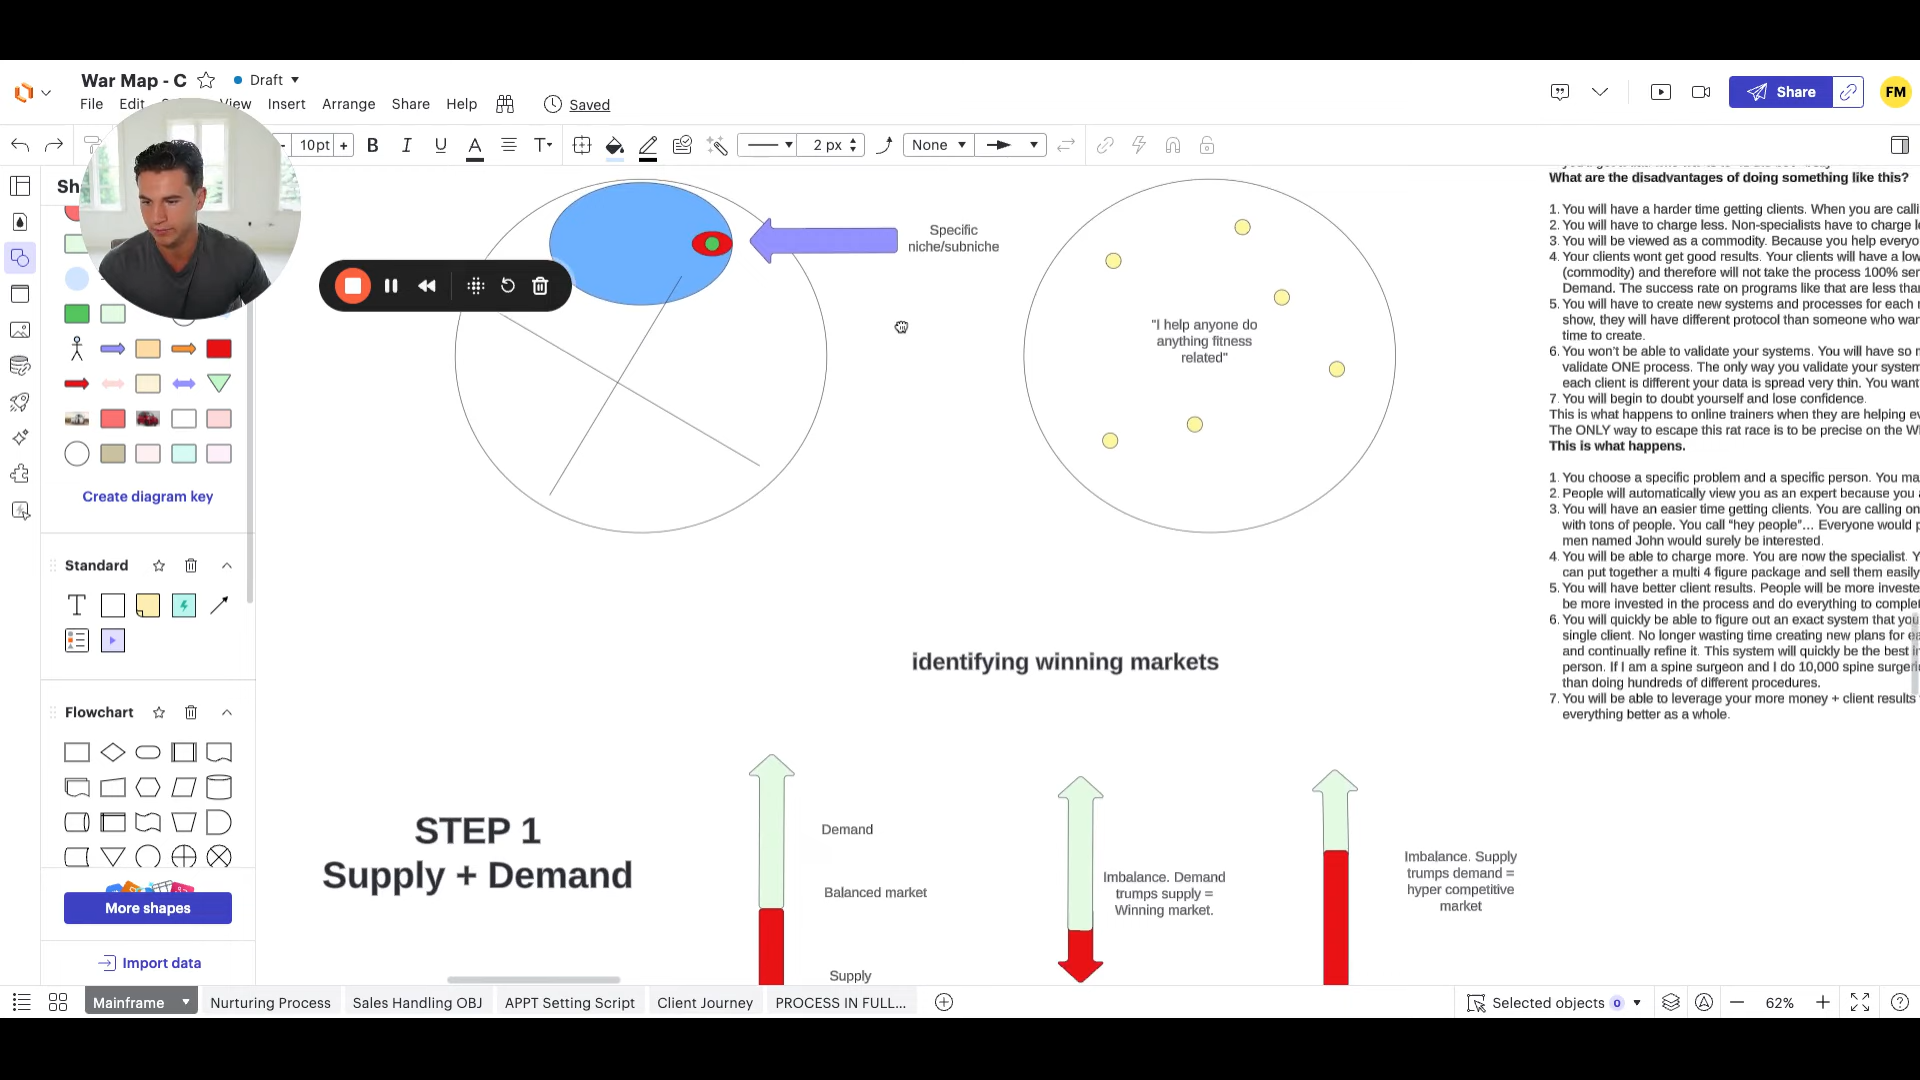 War Map - C
Draft
File
View
Insert
Arrange
Share
Help
Saved
Share
FM
10pt
B
I
U
A
2 px
None
What are the disadvantages of doing something like this?
1. You will have a harder time getting clients. When you are calli
2. You will have to charge less. Non-specialists have to charge l
3. You will be viewed as a commodity. Because you help everyo
4. Your clients wont get good results. Your clients will have a low
(commodity) and therefore will not take the process 100% ser
Demand. The success rate on programs like that are less than
5. You will have to create new systems and processes for each
show, they will have different protocol than someone who wan
time to create.
6. You won't be able to validate your systems. You will have so
validate ONE process. The only way you validate your system
each client is different your data is spread very thin. You want
7. You will begin to doubt yourself and lose confidence.
This is what happens to online trainers when they are helping ev
The ONLY way to escape this rat race is to be precise on the
This is what happens.
1. You choose a specific problem and a specific person. You ma
2. People will automatically view you as an expert because you
3. You will have an easier time getting clients. You are calling on
with tons of people. You call "hey people"... Everyone would
men named John would surely be interested.
4. You will be able to charge more. You are now the specialist.
can put together a multi 4 figure package and sell them easily
5. You will have better client results. People will be more investe
be more invested in the process and do everything to complet
6. You will quickly be able to figure out an exact system that you
single client. No longer wasting time creating new plans for ea
and continually refine it. This system will quickly be the best in
person. If I am a spine surgeon and I do 10,000 spine surgeri
than doing hundreds of different procedures.
7. You will be able to leverage your more money + client results
everything better as a whole.
Specific
niche/subniche
"I help anyone do
anything fitness
related"
identifying winning markets
STEP 1
Supply + Demand
Demand
Balanced market
Supply
Imbalance. Demand
trumps supply =
Winning market.
Imbalance. Supply
trumps demand =
hyper competitive
market
Create diagram key
Standard
T
Flowchart
More shapes
Import data
Mainframe
Nurturing Process
Sales Handling OBJ
APPT Setting Script
Client Journey
PROCESS IN FULL...
Selected objects
0
62%